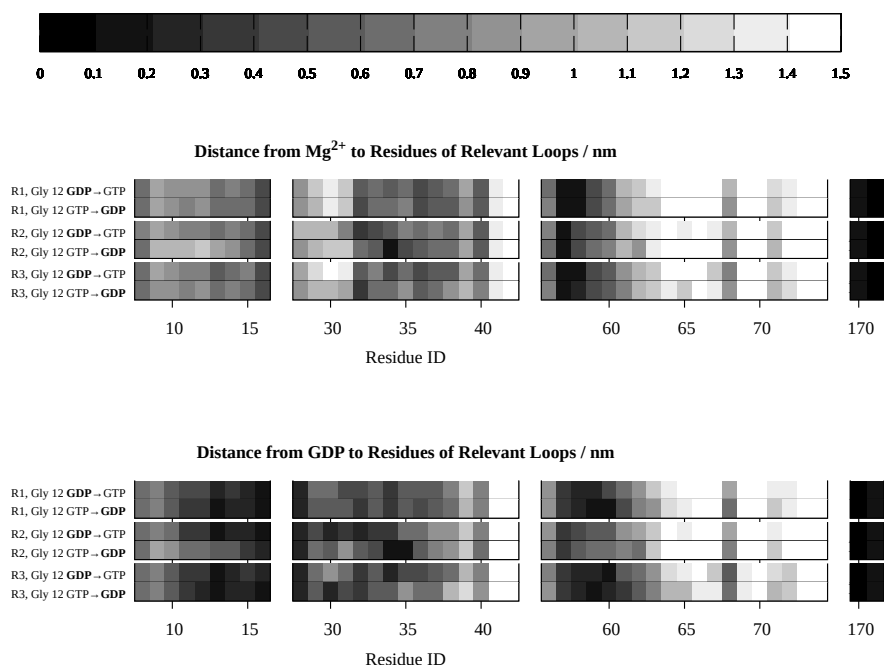 0 0.1 0.2 0.3 0.4 0.5 0.6 0.7 0.8 0.9 1 1.1 1.2 1.3 1.4 1.5
Distance from Mg2+ to Residues of Relevant Loops / nm
R1, Gly 12 GDP→GTP
R1, Gly 12 GTP→GDP
R2, Gly 12 GDP→GTP
R2, Gly 12 GTP→GDP
R3, Gly 12 GDP→GTP
R3, Gly 12 GTP→GDP
10 15 30 35 40 60 65 70 170
Residue ID
Distance from GDP to Residues of Relevant Loops / nm
R1, Gly 12 GDP→GTP
R1, Gly 12 GTP→GDP
R2, Gly 12 GDP→GTP
R2, Gly 12 GTP→GDP
R3, Gly 12 GDP→GTP
R3, Gly 12 GTP→GDP
10 15 30 35 40 60 65 70 170
Residue ID